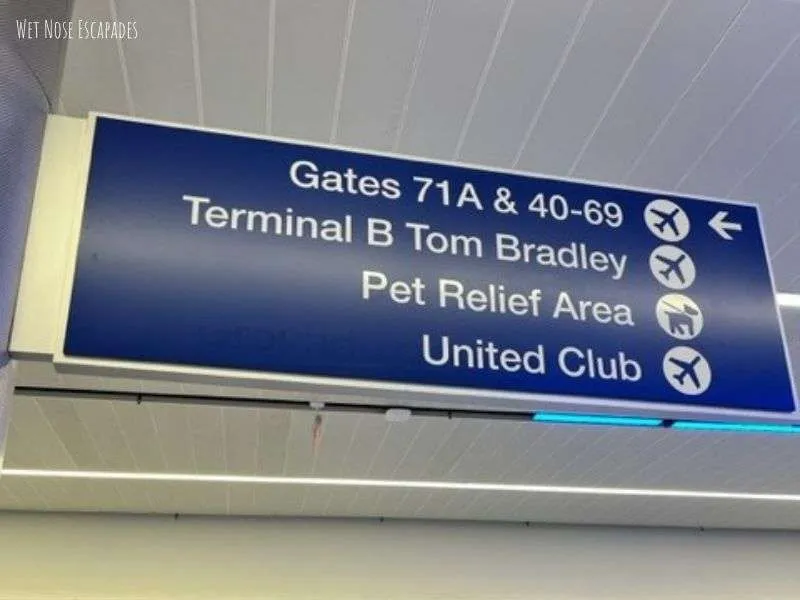 Wet Nose Escapades
Gates 71A & 40-69
Terminal B Tom Bradley
Pet Relief Area
United Club